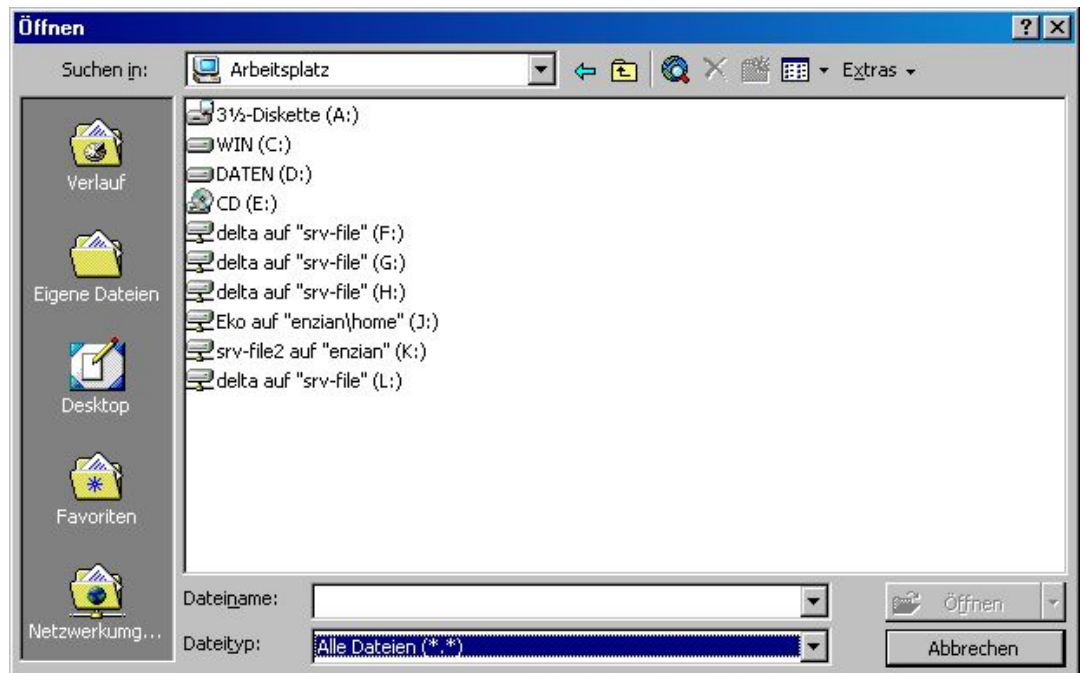 Öffnen
Suchen in: Arbeitsplatz Extras
Verlauf
Eigene Dateien
Desktop
Favoriten
Netzwerkumg...
3½-Diskette (A:)
WIN (C:)
DATEN (D:)
CD (E:)
delta auf "srv-file" (F:)
delta auf "srv-file" (G:)
delta auf "srv-file" (H:)
Eko auf "enzian\home" (J:)
srv-file2 auf "enzian" (K:)
delta auf "srv-file" (L:)
Dateiname: Öffnen
Dateityp: Alle Dateien (*.*) Abbrechen